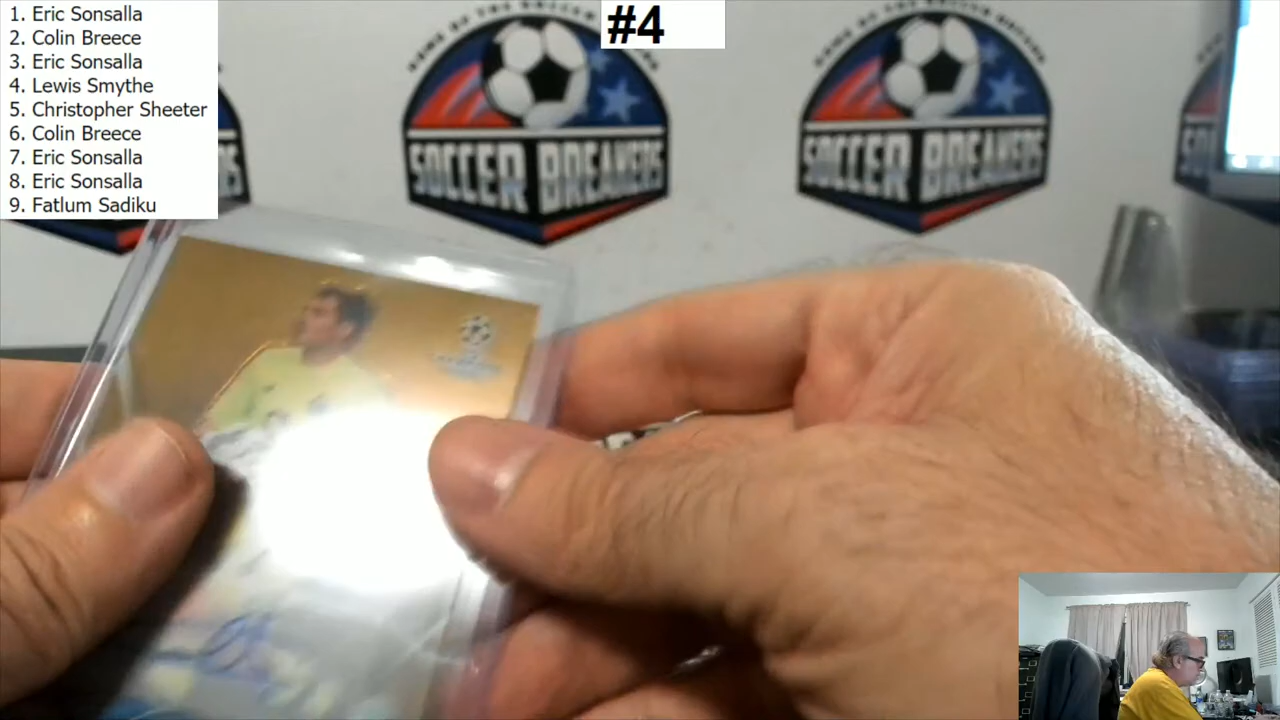 1. Eric Sonsalla
2. Colin Breece
3. Eric Sonsalla
4. Lewis Smythe
5. Christopher Sheeter
6. Colin Breece
7. Eric Sonsalla
8. Eric Sonsalla
9. Fatlum Sadiku
#4
SOCCER BREAKERS
SOCCER BREAKERS